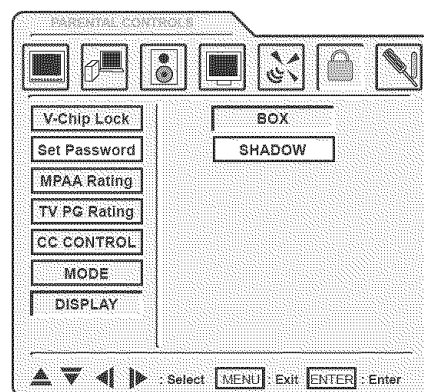 PARENTAL CONTROLS
V-Chip Lock
Set Password
MPAA Rating
TV PG Rating
CC CONTROL
MODE
DISPLAY
BOX
SHADOW
: Select MENU : Exit ENTER : Enter